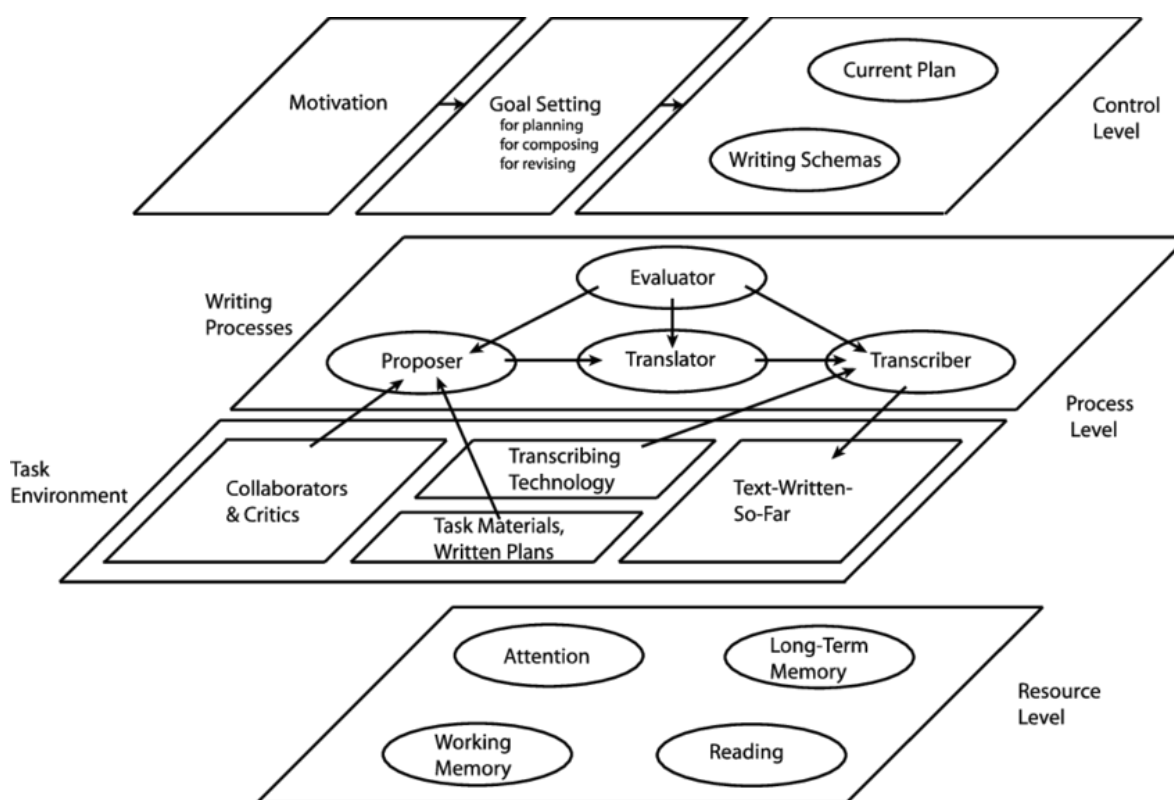 Motivation
Goal Setting
for planning
for composing
for revising
Current Plan
Writing Schemas
Control
Level
Writing
Processes
Evaluator
Proposer
Translator
Transcriber
Process
Level
Task
Environment
Collaborators
& Critics
Transcribing
Technology
Task Materials,
Written Plans
Text-Written-
So-Far
Attention
Long-Term
Memory
Working
Memory
Reading
Resource
Level